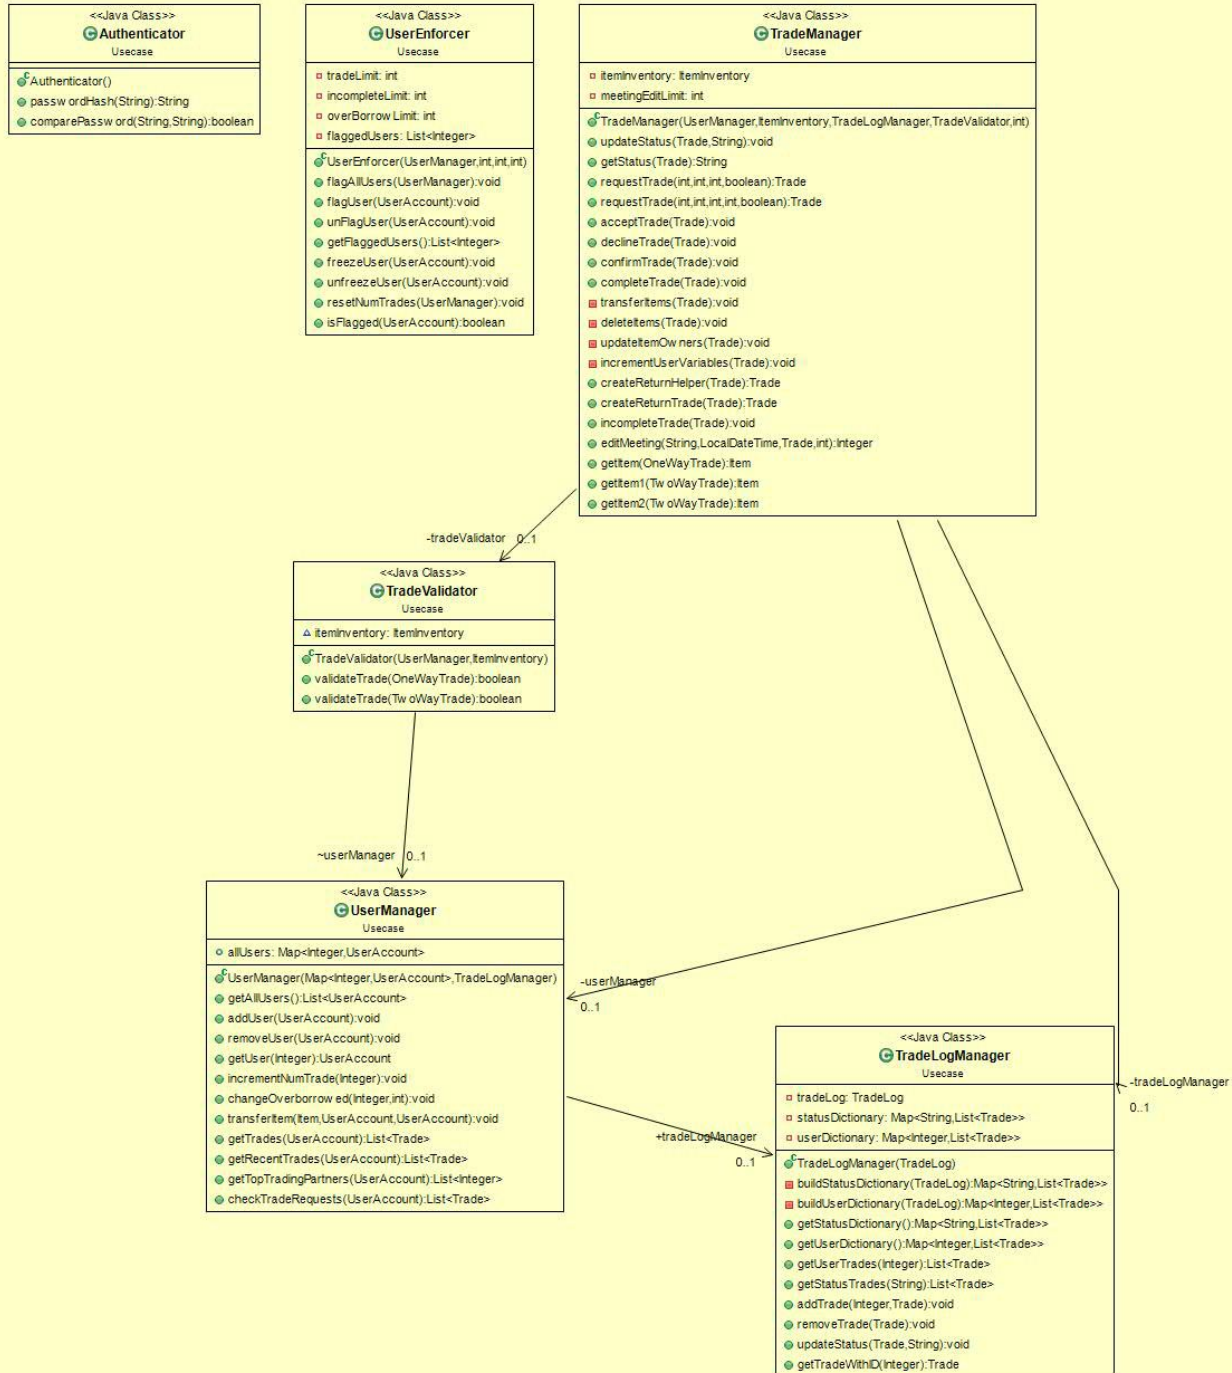 <<Java Class>>
Authenticator
Usecase
Authenticator()
passwordHash(String):String
comparePassword(String,String):boolean
<<Java Class>>
UserEnforcer
Usecase
tradeLimit: int
incompleteLimit: int
overBorrowLimit: int
flaggedUsers: List<Integer>
UserEnforcer(UserManager,int,int,int)
flagAllUsers(UserManager):void
flagUser(UserAccount):void
unFlagUser(UserAccount):void
getFlaggedUsers():List<Integer>
freezeUser(UserAccount):void
unfreezeUser(UserAccount):void
resetNumTrades(UserManager):void
isFlagged(UserAccount):boolean
<<Java Class>>
TradeManager
Usecase
itemInventory: ItemInventory
meetingEditLimit: int
TradeManager(UserManager,ItemInventory,TradeLogManager,TradeValidator,int)
updateStatus(Trade,String):void
getStatus(Trade):String
requestTrade(int,int,int,boolean):Trade
requestTrade(int,int,int,int,boolean):Trade
acceptTrade(Trade):void
declineTrade(Trade):void
confirmTrade(Trade):void
completeTrade(Trade):void
transferItems(Trade):void
deleteItems(Trade):void
updateItemOwners(Trade):void
incrementUserVariables(Trade):void
createReturnHelper(Trade):Trade
createReturnTrade(Trade):Trade
incompleteTrade(Trade):void
editMeeting(String,LocalDateTime,Trade,int):Integer
getItem(OneWayTrade):Item
getItem1(TwoWayTrade):Item
getItem2(TwoWayTrade):Item
-tradeValidator 0..1
<<Java Class>>
TradeValidator
Usecase
itemInventory: ItemInventory
TradeValidator(UserManager,ItemInventory)
validateTrade(OneWayTrade):boolean
validateTrade(TwoWayTrade):boolean
~userManager 0..1
<<Java Class>>
UserManager
Usecase
allUsers: Map<Integer,UserAccount>
UserManager(Map<Integer,UserAccount>,TradeLogManager)
getAllUsers():List<UserAccount>
addUser(UserAccount):void
removeUser(UserAccount):void
getUser(Integer):UserAccount
incrementNumTrade(Integer):void
changeOverborrowed(Integer,int):void
transferItem(Item,UserAccount,UserAccount):void
getTrades(UserAccount):List<Trade>
getRecentTrades(UserAccount):List<Trade>
getTopTradingPartners(UserAccount):List<Integer>
checkTradeRequests(UserAccount):List<Trade>
-userManager
0..1
+tradeLogManager
0..1
-tradeLogManager
0..1
<<Java Class>>
TradeLogManager
Usecase
tradeLog: TradeLog
statusDictionary: Map<String,List<Trade>>
userDictionary: Map<Integer,List<Trade>>
TradeLogManager(TradeLog)
buildStatusDictionary(TradeLog):Map<String,List<Trade>>
buildUserDictionary(TradeLog):Map<Integer,List<Trade>>
getStatusDictionary():Map<String,List<Trade>>
getUserDictionary():Map<Integer,List<Trade>>
getUserTrades(Integer):List<Trade>
getStatusTrades(String):List<Trade>
addTrade(Integer,Trade):void
removeTrade(Trade):void
updateStatus(Trade,String):void
getTradeWithID(Integer):Trade